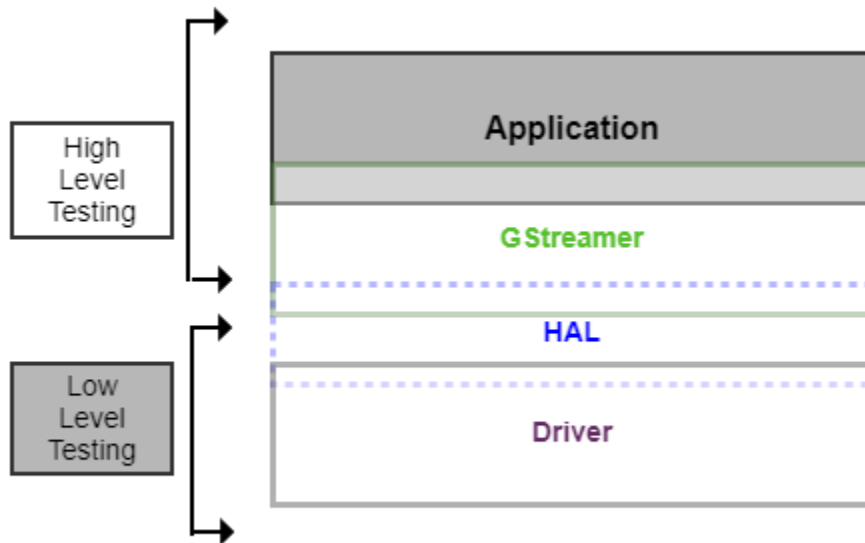 High
Level
Testing
Application
GStreamer
HAL
Low
Level
Testing
Driver